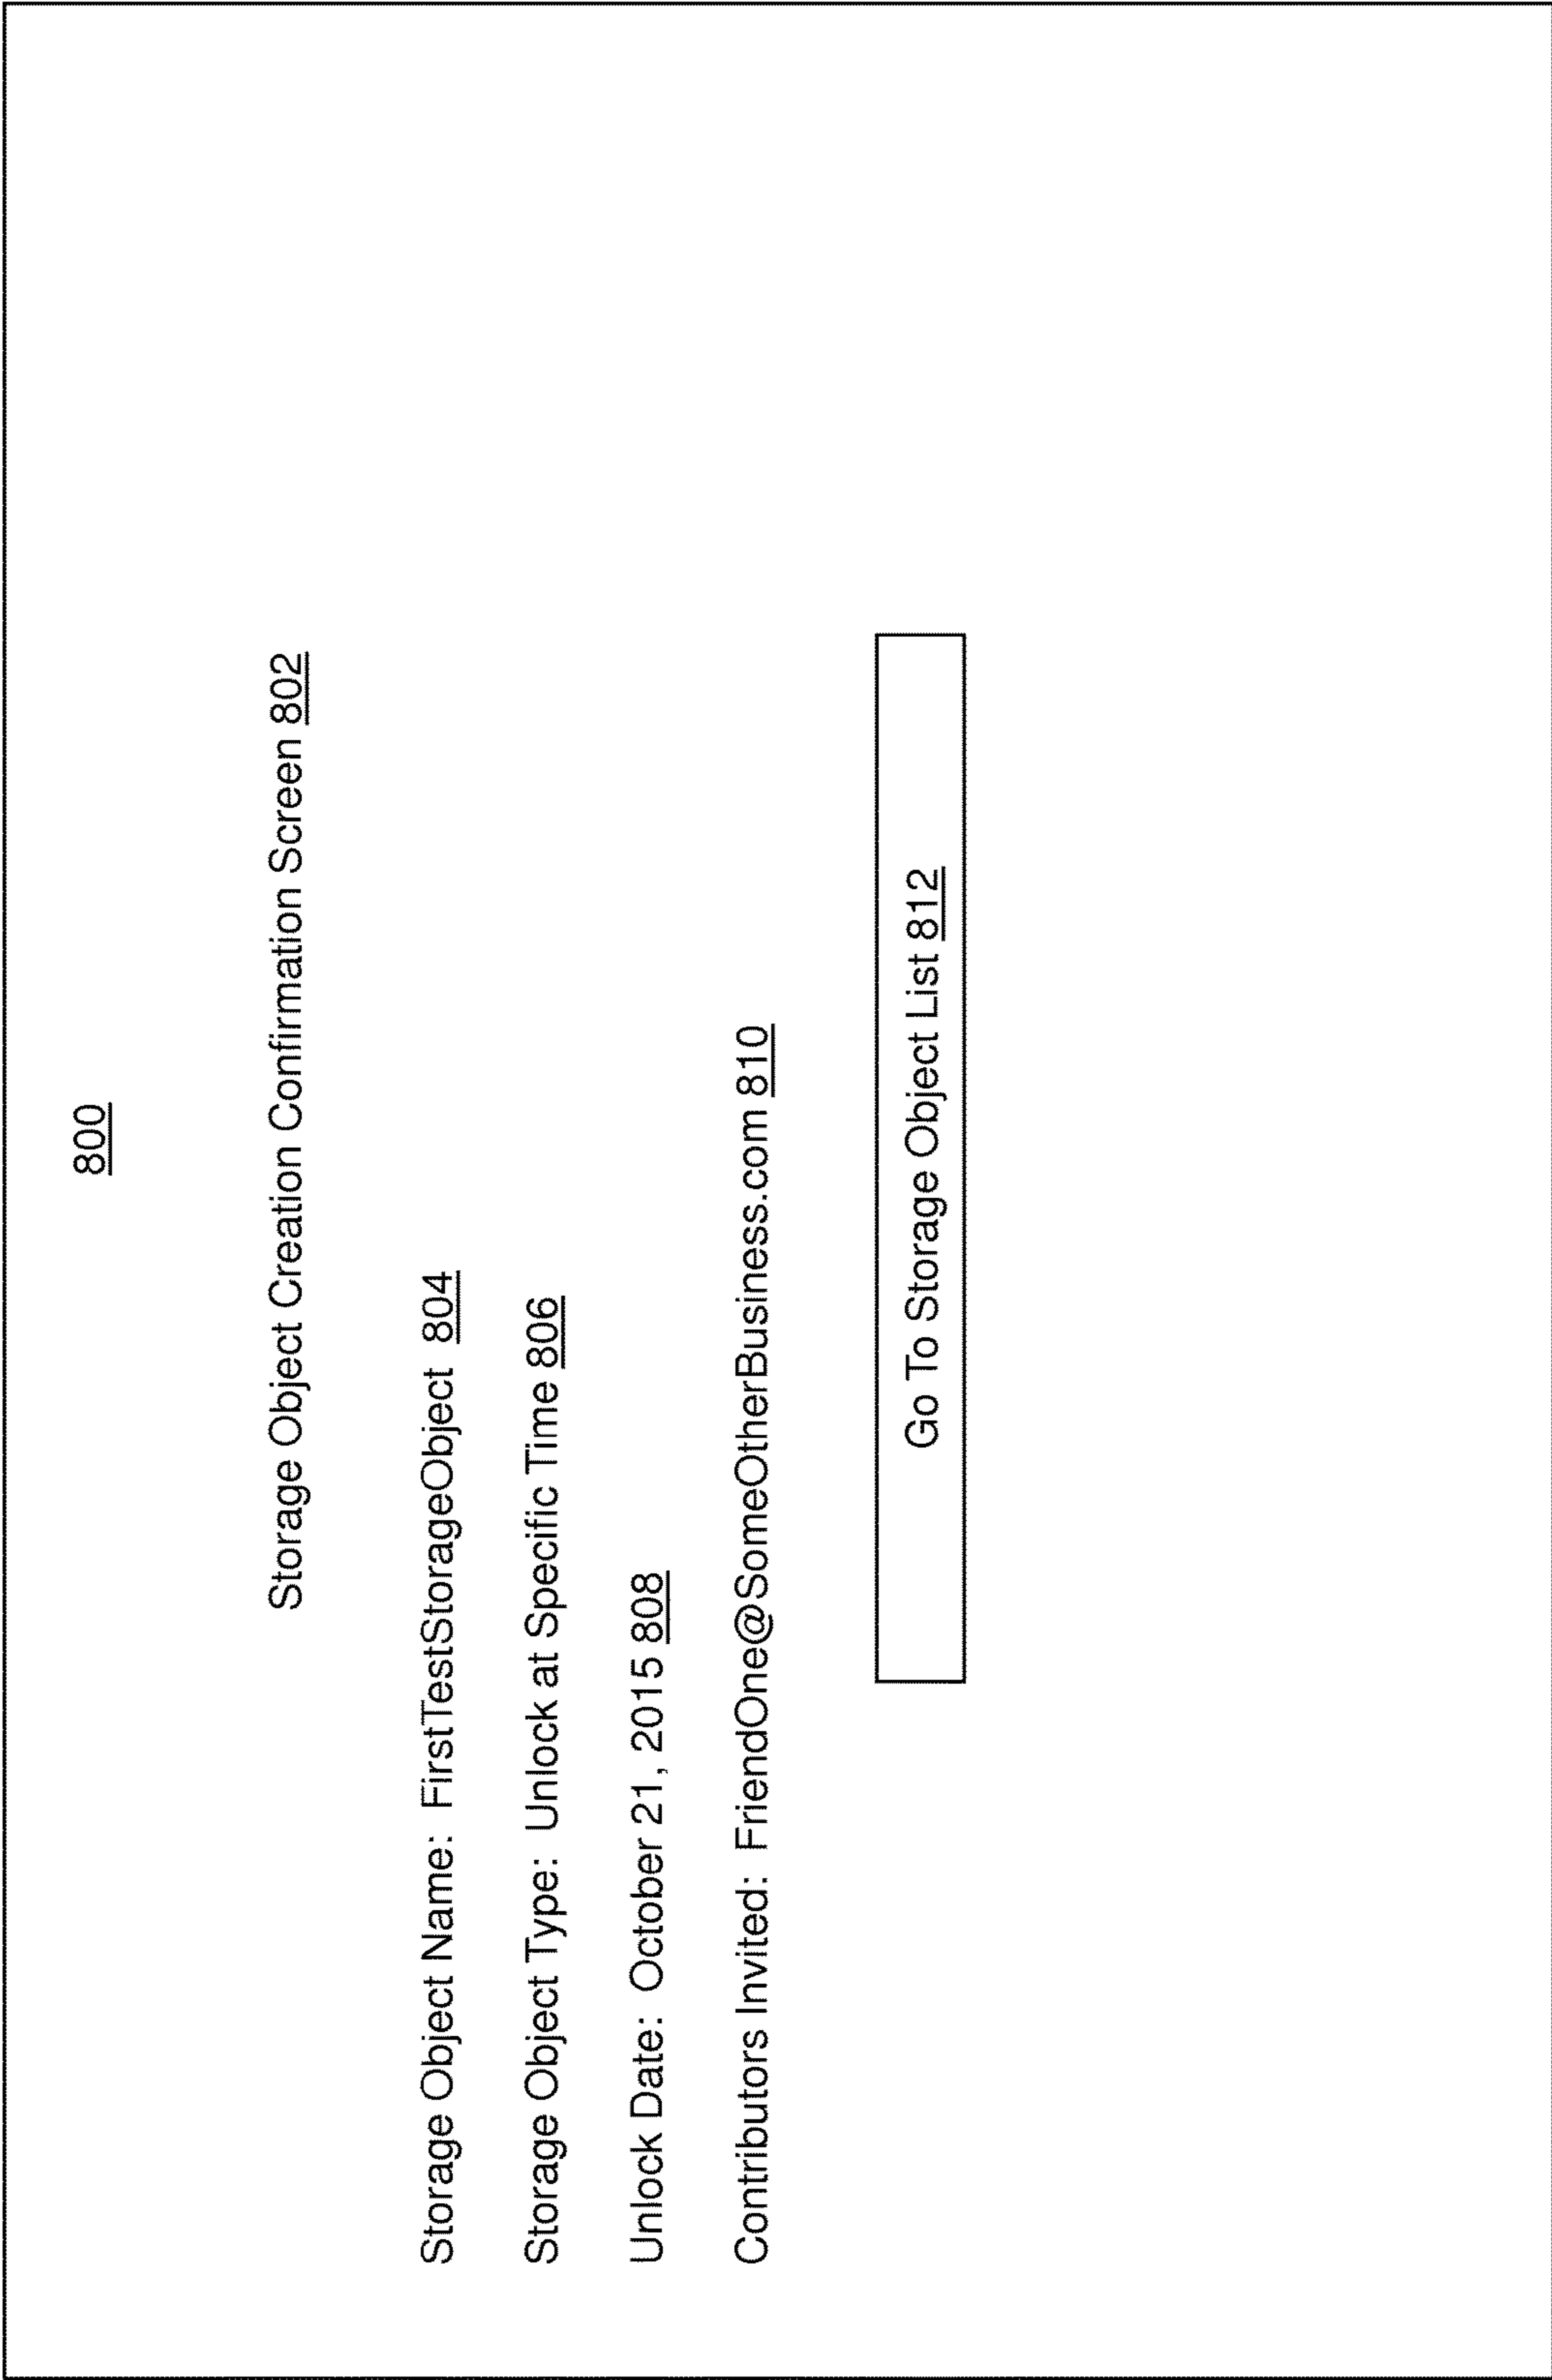 800
Storage Object Creation Confirmation Screen 802
Storage Object Name: FirstTestStorageObject 804
Storage Object Type: Unlock at Specific Time 806
Unlock Date: October 21, 2015 808
Contributors Invited: FriendOne@SomeOtherBusiness.com 810
Go To Storage Object List 812